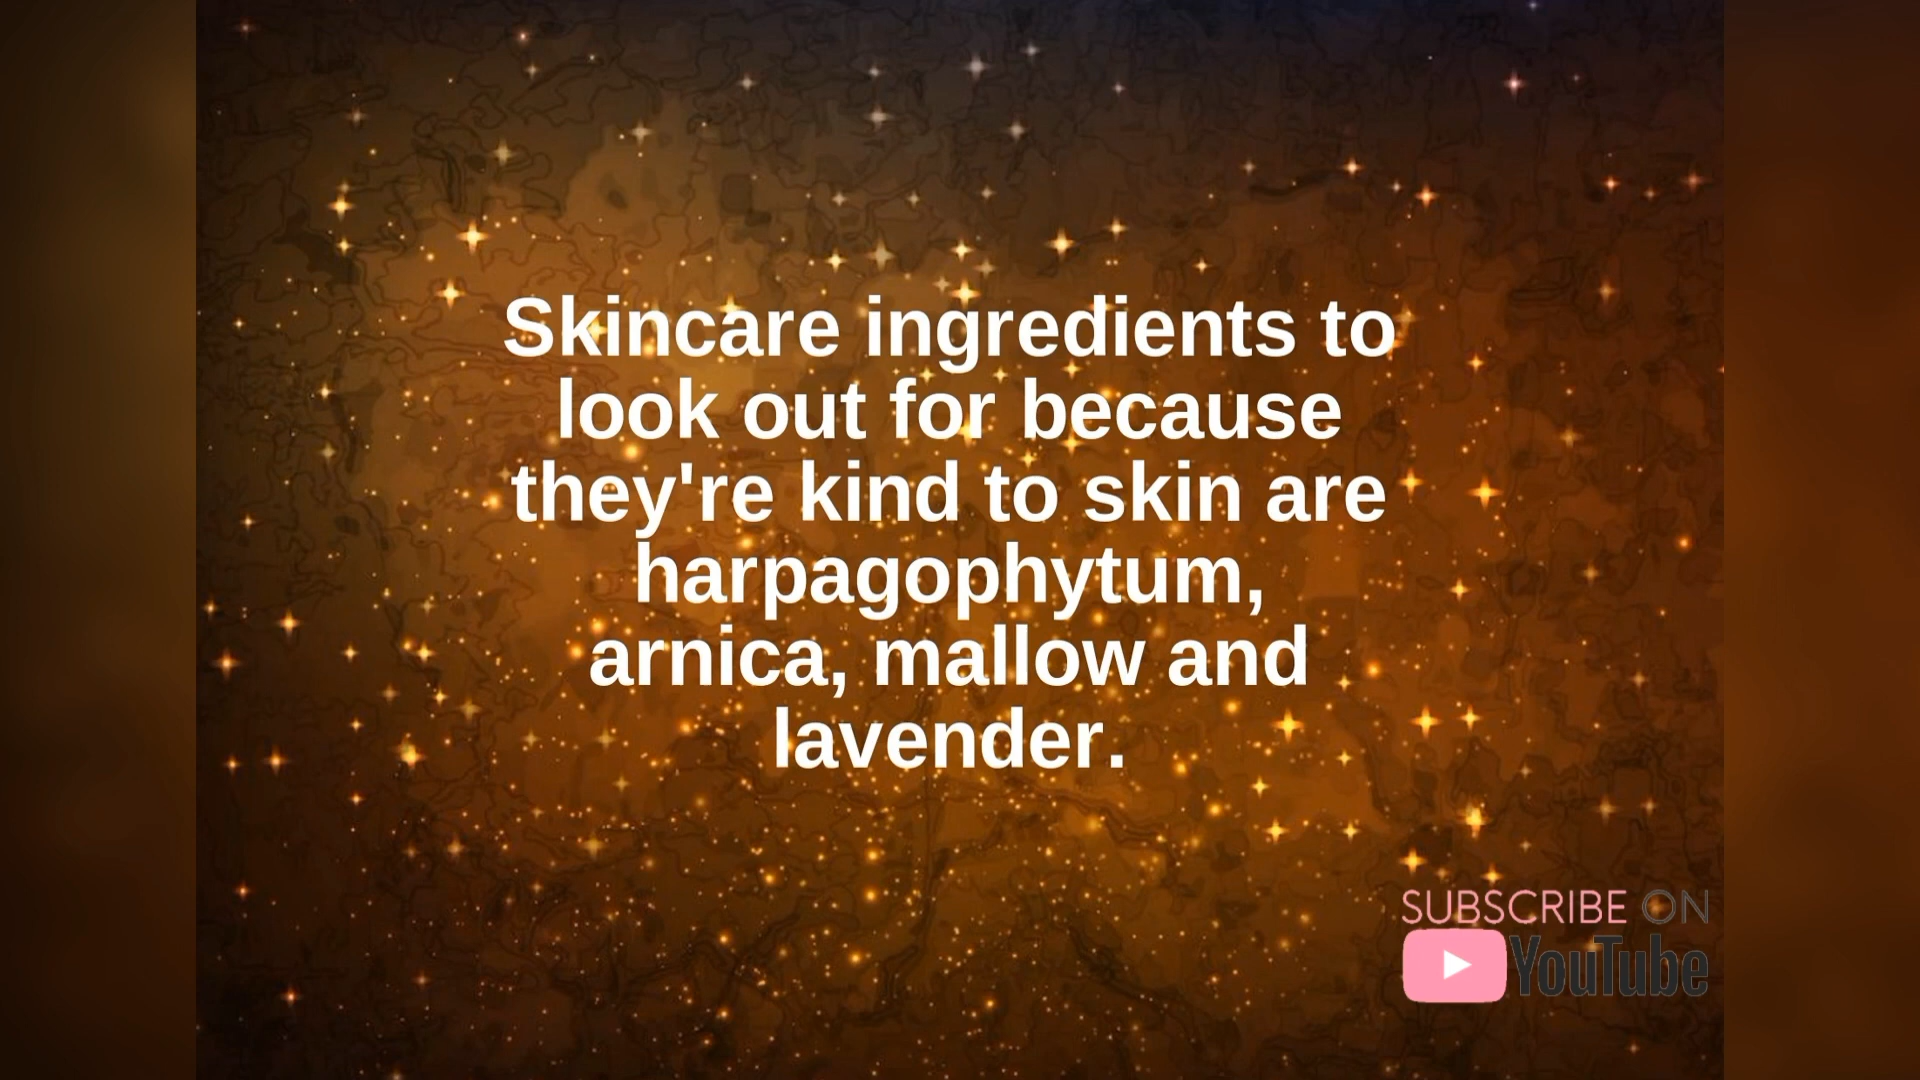 Skincare ingredients to
look out for because
they're kind to skin are
harpagophytum,
arnica, mallow and
lavender.
SUBSCRIBE ON
YouTube